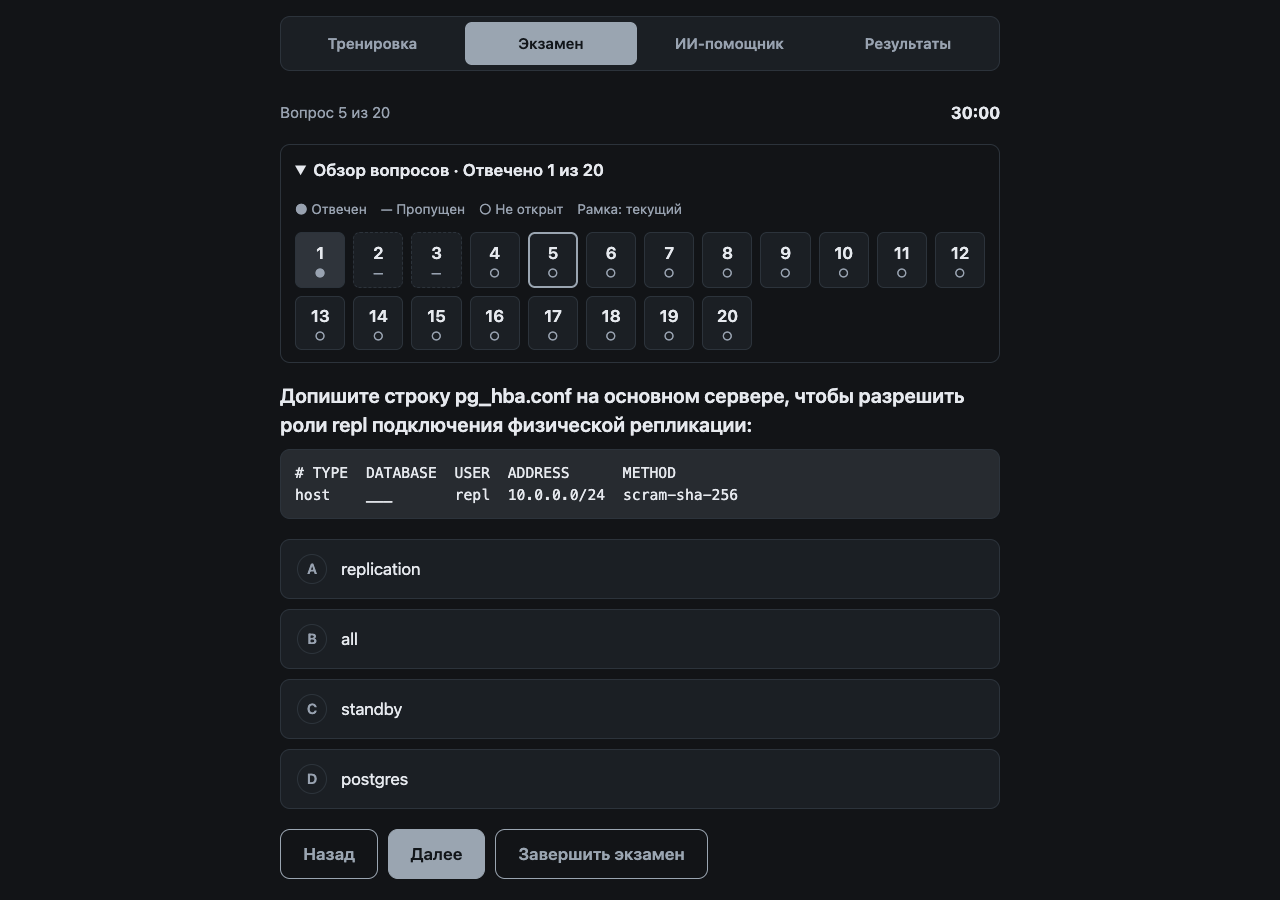 Тренировка Экзамен ИИ-помощник Результаты
Вопрос 5 из 20 30:00
▼ Обзор вопросов · Отвечено 1 из 20
Отвечен — Пропущен Не открыт Рамка: текущий
1 2 3 4 5 6 7 8 9 10 11 12
13 14 15 16 17 18 19 20
Допишите строку pg_hba.conf на основном сервере, чтобы разрешить
роли repl подключения физической репликации:
# TYPE  DATABASE  USER  ADDRESS      METHOD
host    ___       repl  10.0.0.0/24  scram-sha-256
A replication
B all
C standby
D postgres
Назад Далее Завершить экзамен